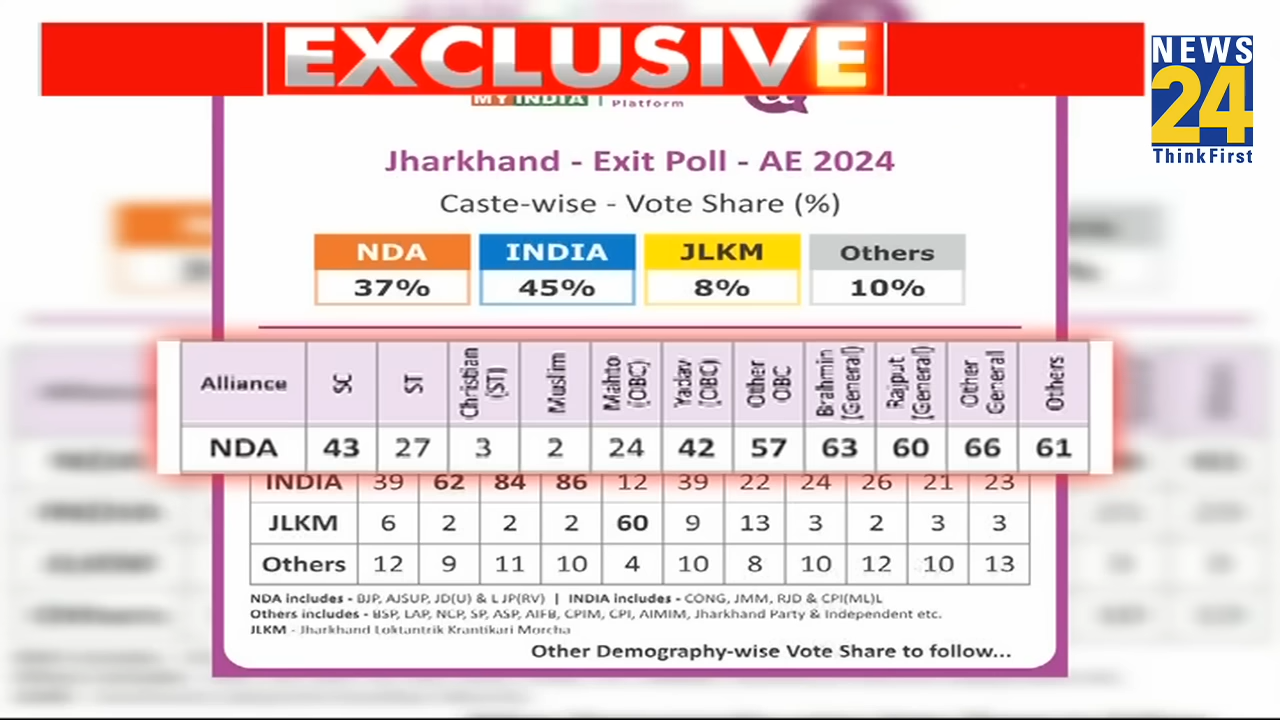 EXCLUSIVE
NEWS
24
ThinkFirst
MY INDIA | Platform
a
Jharkhand - Exit Poll - AE 2024
Caste-wise - Vote Share (%)
NDA INDIA JLKM Others
37% 45% 8% 10%
Alliance SC ST Christian (ST) Muslim Mahto (OBC) Yadav (OBC) Other OBC Brahmin (General) Rajput (General) Other General Others
NDA 43 27 3 2 24 42 57 63 60 66 61
INDIA 39 62 84 86 12 39 22 24 26 21 23
JLKM 6 2 2 2 60 9 13 3 2 3 3
Others 12 9 11 10 4 10 8 10 12 10 13
NDA includes - BJP, AJSUP, JD(U) & LJP(RV) | INDIA includes - CONG, JMM, RJD & CPI(ML)L
Others includes - BSP, LAP, NCP, SP, ASP, AIFB, CPIM, CPI, AIMIM, Jharkhand Party & Independent etc.
JLKM - Jharkhand Loktantrik Krantikari Morcha
Other Demography-wise Vote Share to follow...